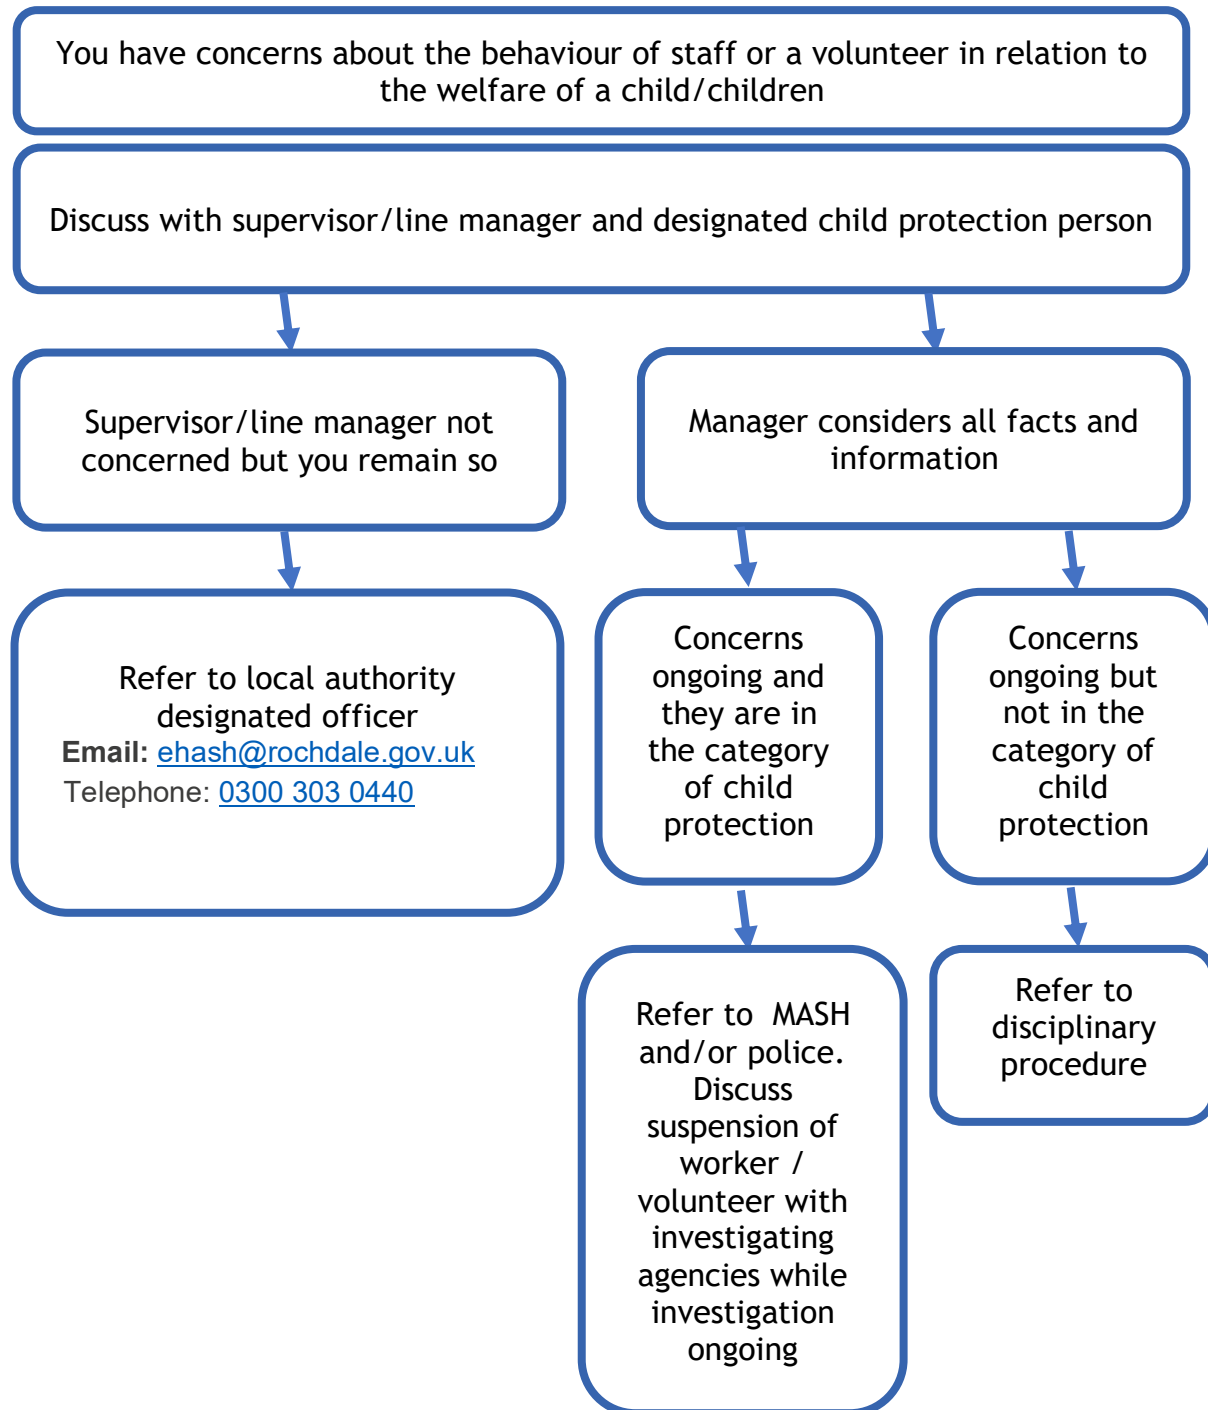 You have concerns about the behaviour of staff or a volunteer in relation to
the welfare of a child/children
Discuss with supervisor/line manager and designated child protection person
Supervisor/line manager not
concerned but you remain so
Manager considers all facts and
information
Refer to local authority
designated officer
Email: ehash@rochdale.gov.uk
Telephone: 0300 303 0440
Concerns
ongoing and
they are in
the category
of child
protection
Concerns
ongoing but
not in the
category of
child
protection
Refer to  MASH
and/or police.
Discuss
suspension of
worker /
volunteer with
investigating
agencies while
investigation
ongoing
Refer to
disciplinary
procedure